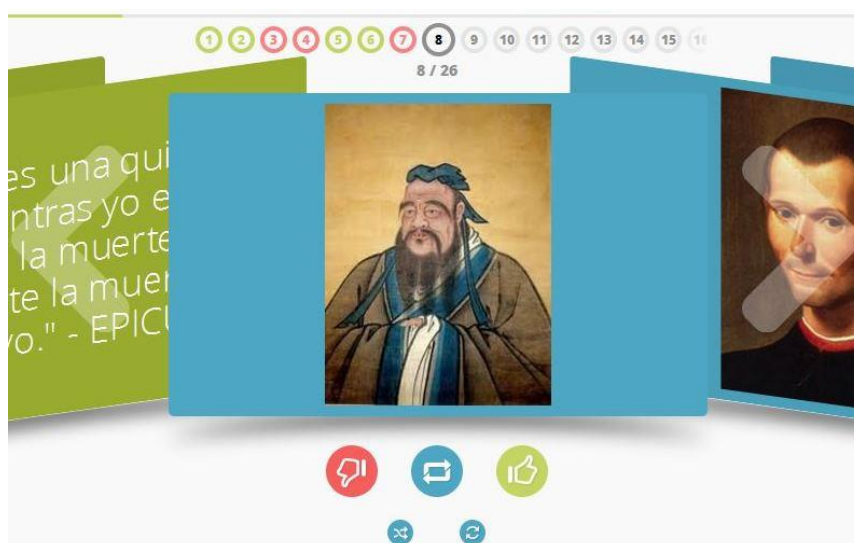 1 2 3 4 5 6 7 8 9 10 11 12 13 14 15 16
8 / 26
es una qui
ntras yo e
la muerte
te la muer
yo." - EPICU